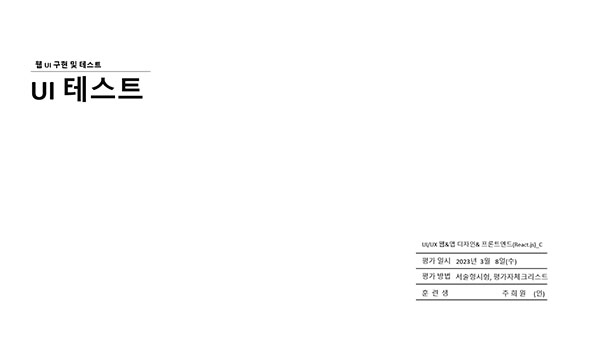 웹 UI 구현 및 테스트
UI 테스트
UI/UX 웹&앱 디자인& 프론트엔드(React.js)_C
평가 일시 2023년 3월 8일(수)
평가 방법 서술형시험, 평가자체크리스트
훈 련 생 주 희 원 (인)